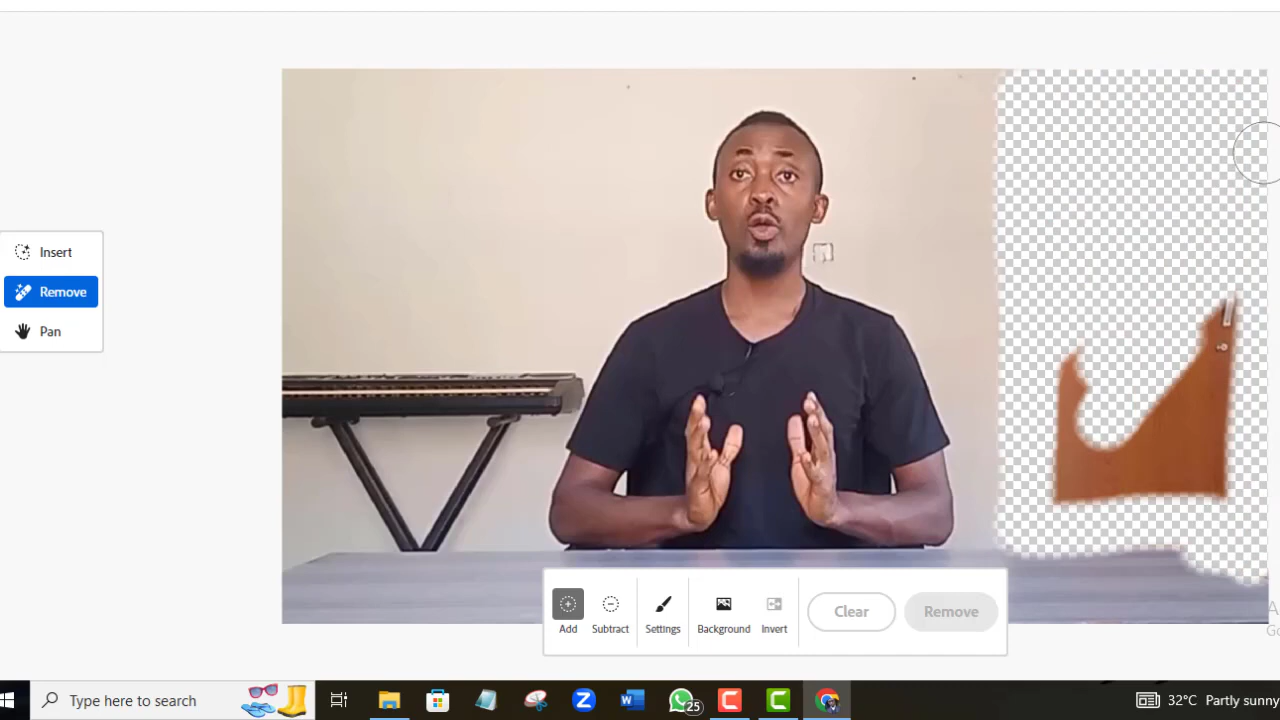 Insert
Remove
Pan
Add
Subtract
Settings
Background
Invert
Clear
Remove
Type here to search
25
32°C Partly sunny